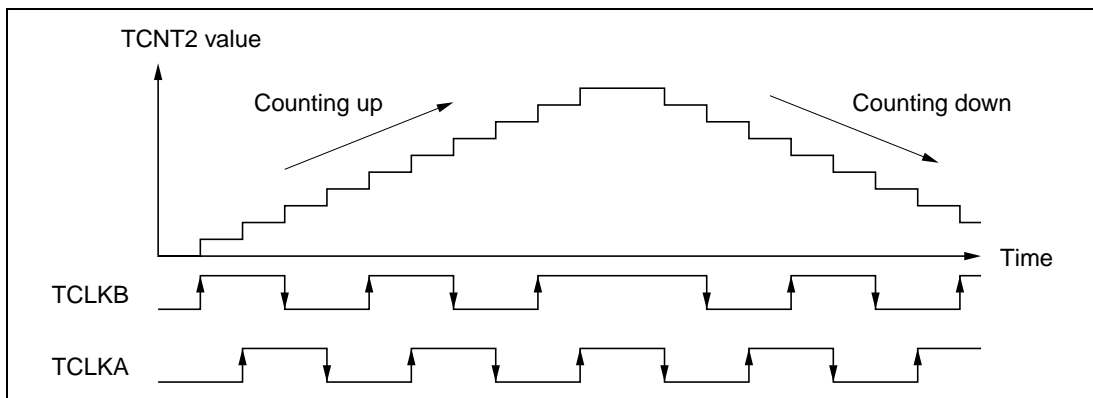 TCNT2 value
Counting up
Counting down
Time
TCLKB
TCLKA